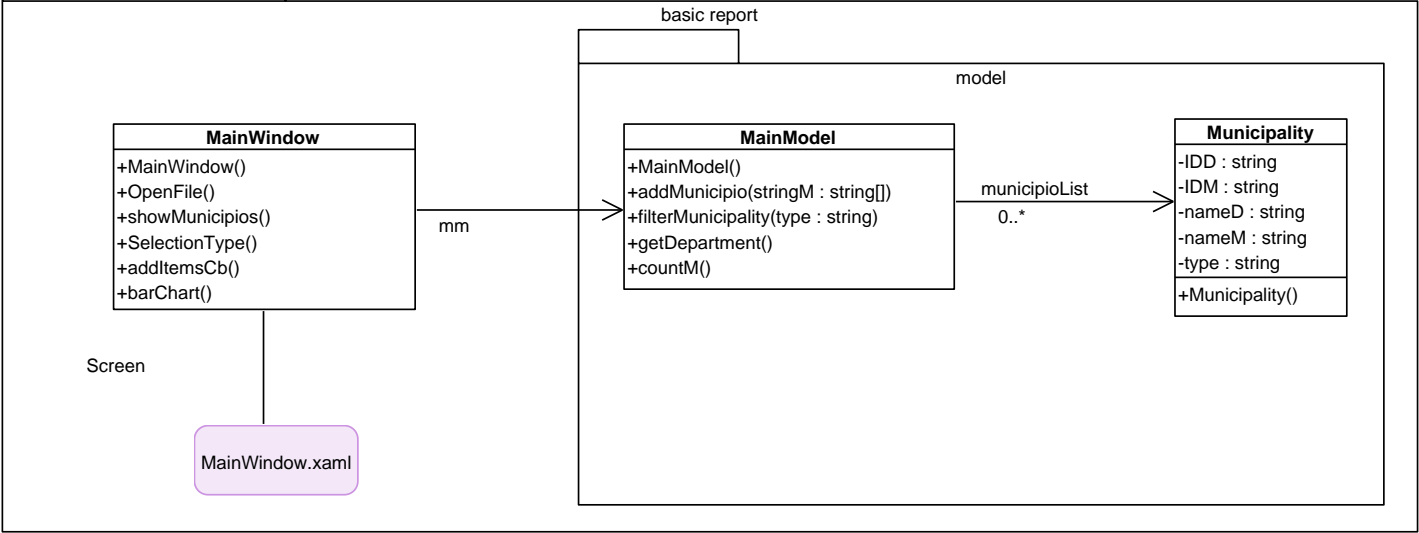 basic report
model
MainWindow
+MainWindow()
+OpenFile()
+showMunicipios()
+SelectionType()
+addItemsCb()
+barChart()
mm
MainModel
+MainModel()
+addMunicipio(stringM : string[])
+filterMunicipality(type : string)
+getDepartment()
+countM()
municipioList
0..*
Municipality
-IDD : string
-IDM : string
-nameD : string
-nameM : string
-type : string
+Municipality()
Screen
MainWindow.xaml